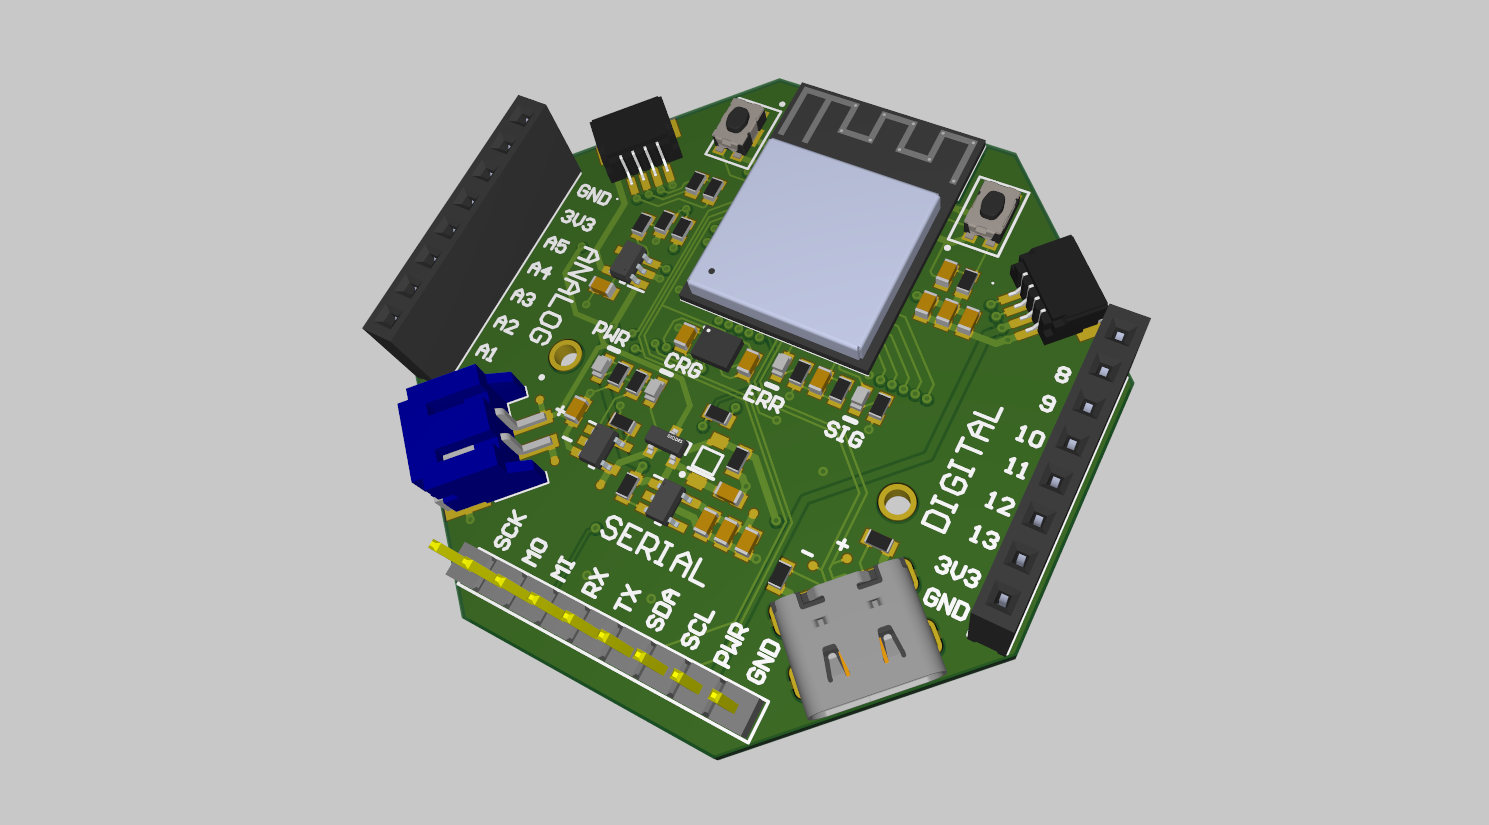 GND
3V3
A5
A4
A3
A2
A1
ANALOG
PWR
CRG
ERR
SIG
+
-
8
9
10
11
12
13
3V3
GND
DIGITAL
- +
SERIAL
SCK
MO
MI
RX
TX
SDA
SCL
PWR
GND